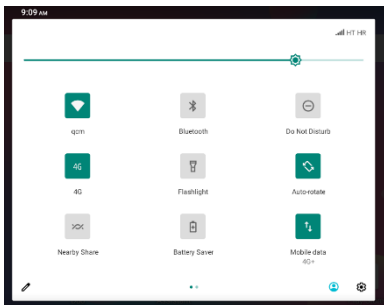 9:09 AM
HT HR
qcm
Bluetooth
Do Not Disturb
4G
4G
Flashlight
Auto-rotate
Nearby Share
Battery Saver
Mobile data
4G+